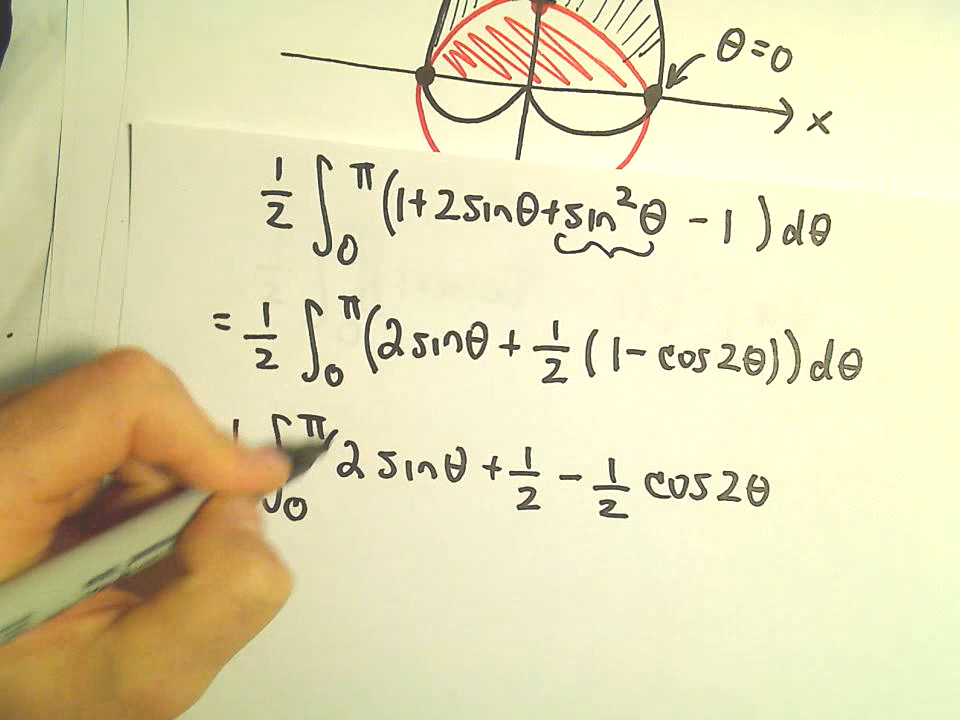 θ=0
x
1/2 ∫₀^π (1+2sinθ+sin²θ - 1) dθ
= 1/2 ∫₀^π (2sinθ + 1/2 (1-cos2θ)) dθ
∫₀^π 2sinθ + 1/2 - 1/2 cos2θ